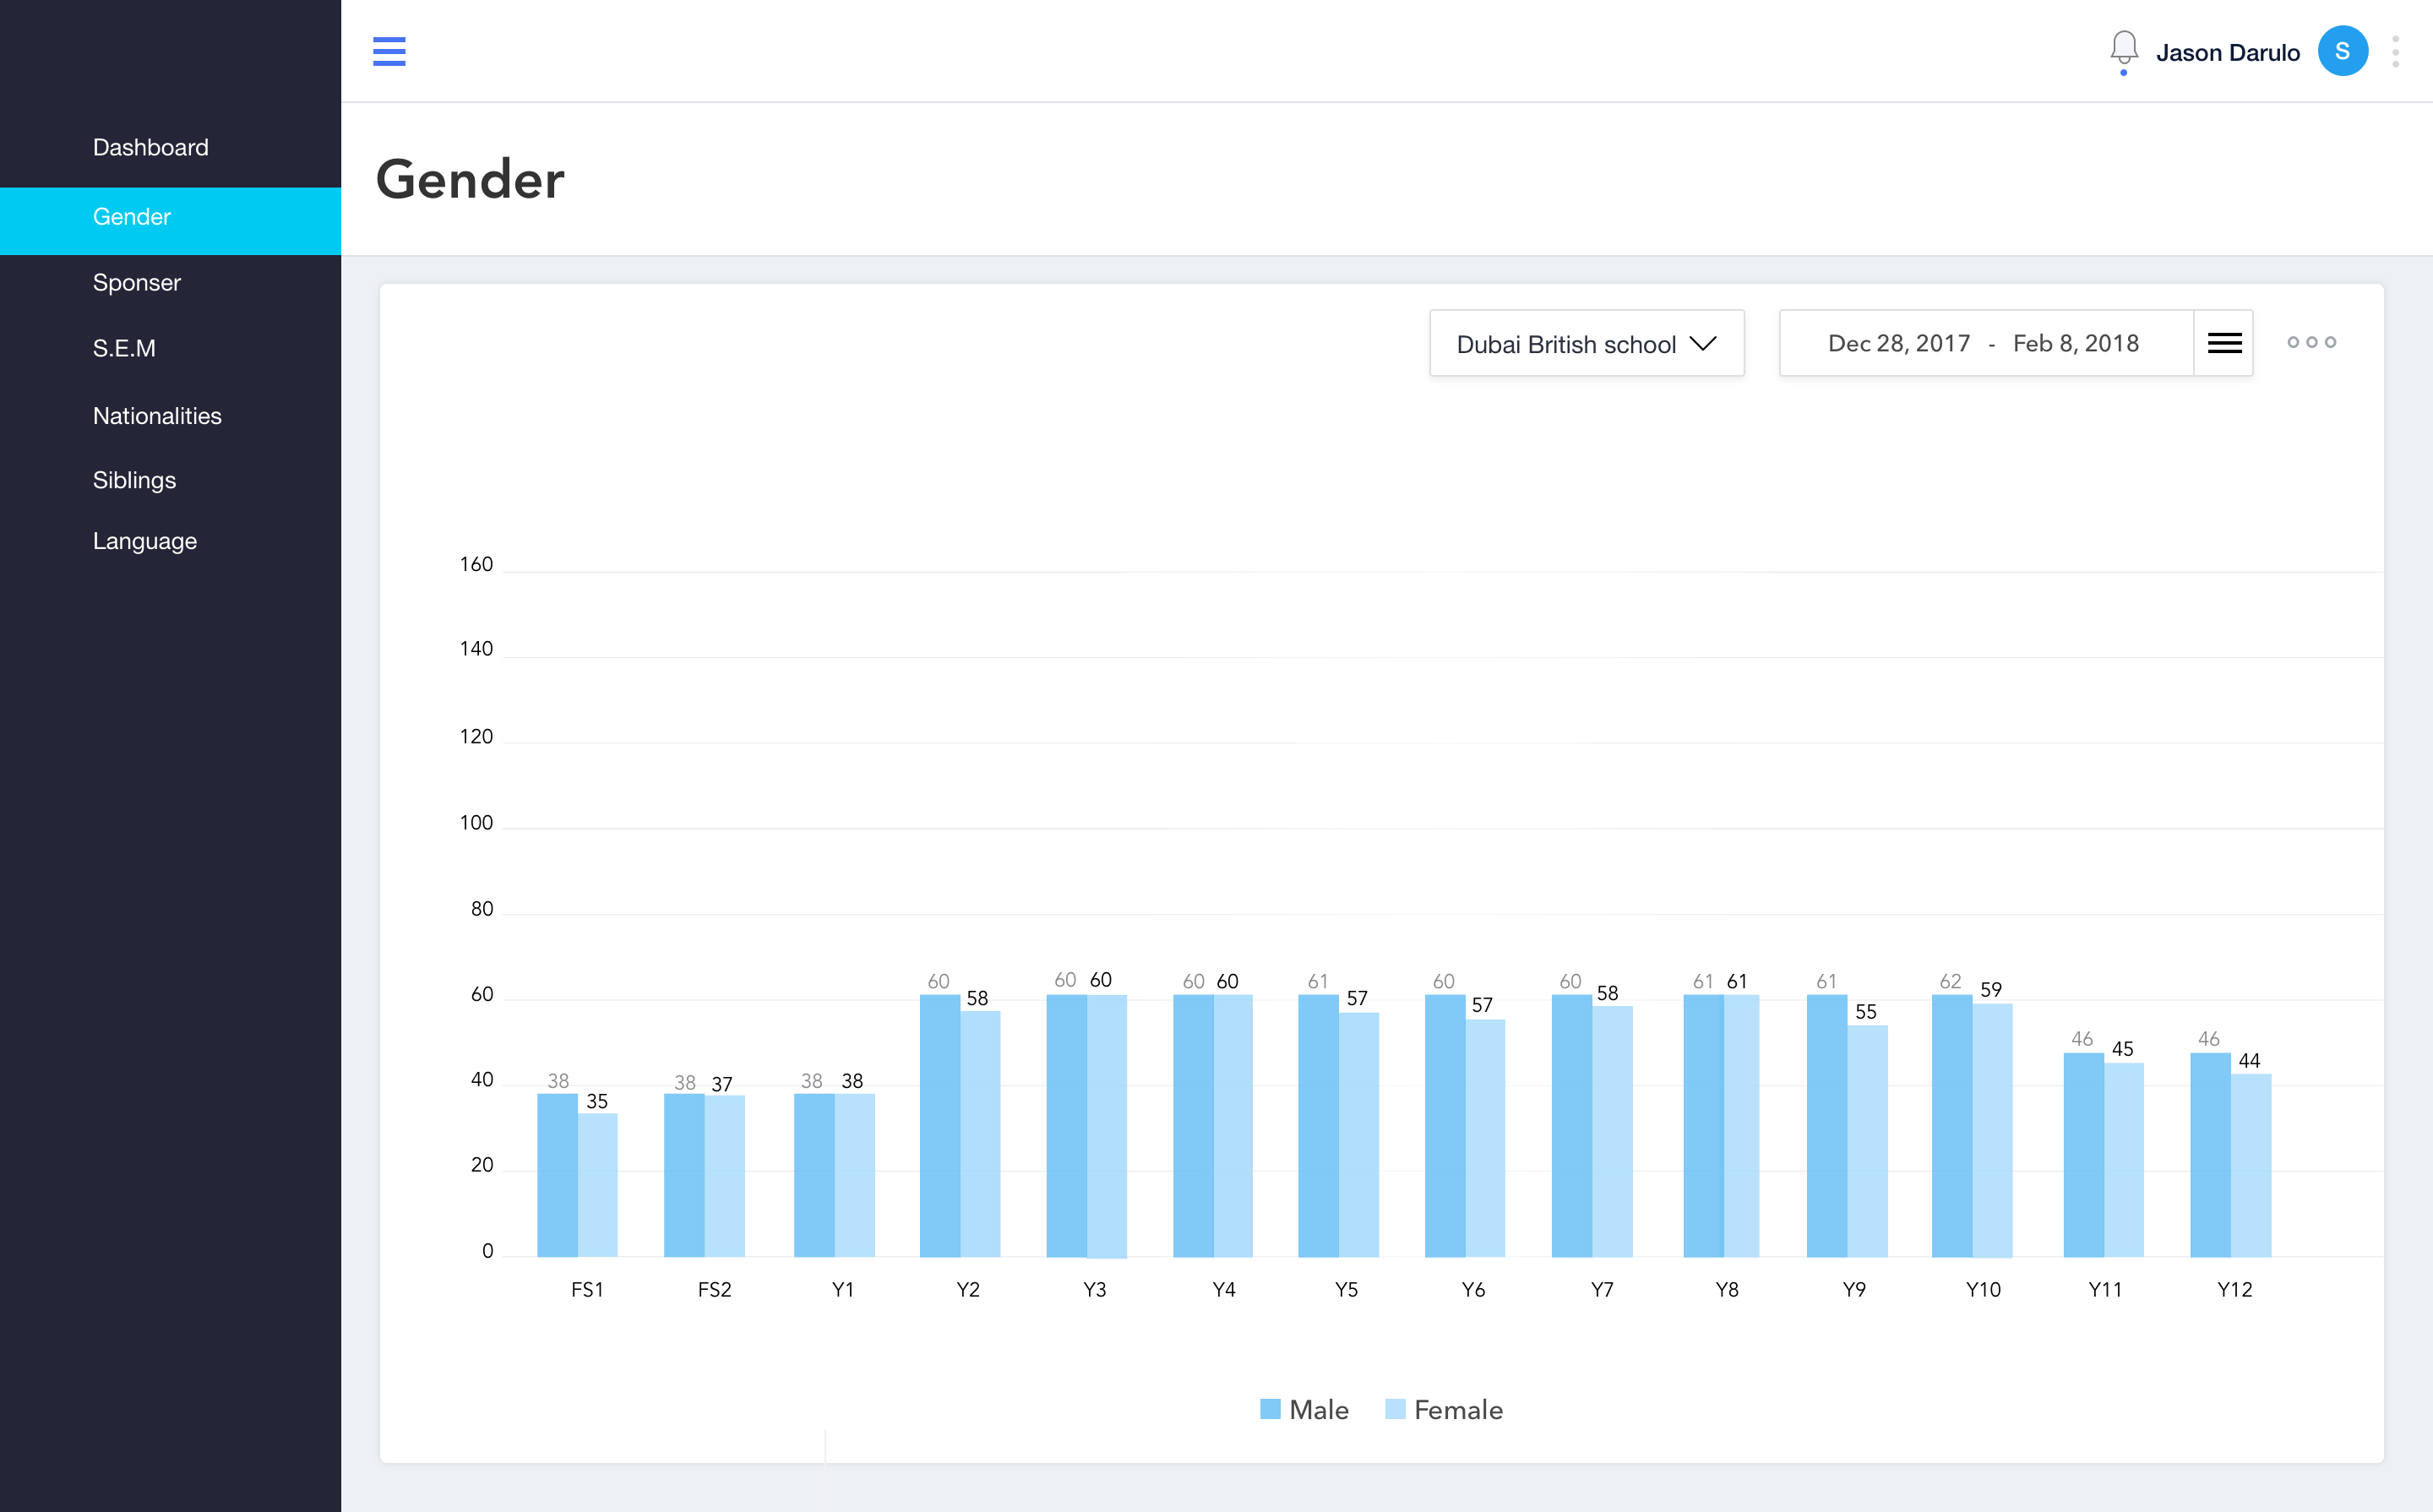 Jason Darulo S
Dashboard
Gender
Sponser
S.E.M
Nationalities
Siblings
Language
Gender
Dubai British school
Dec 28, 2017 - Feb 8, 2018
160
140
120
100
80
60
40
20
0
38 35
38 37
38 38
60 58
60 60
60 60
61 57
60 57
60 58
61 61
61 55
62 59
46 45
46 44
FS1 FS2 Y1 Y2 Y3 Y4 Y5 Y6 Y7 Y8 Y9 Y10 Y11 Y12
Male Female